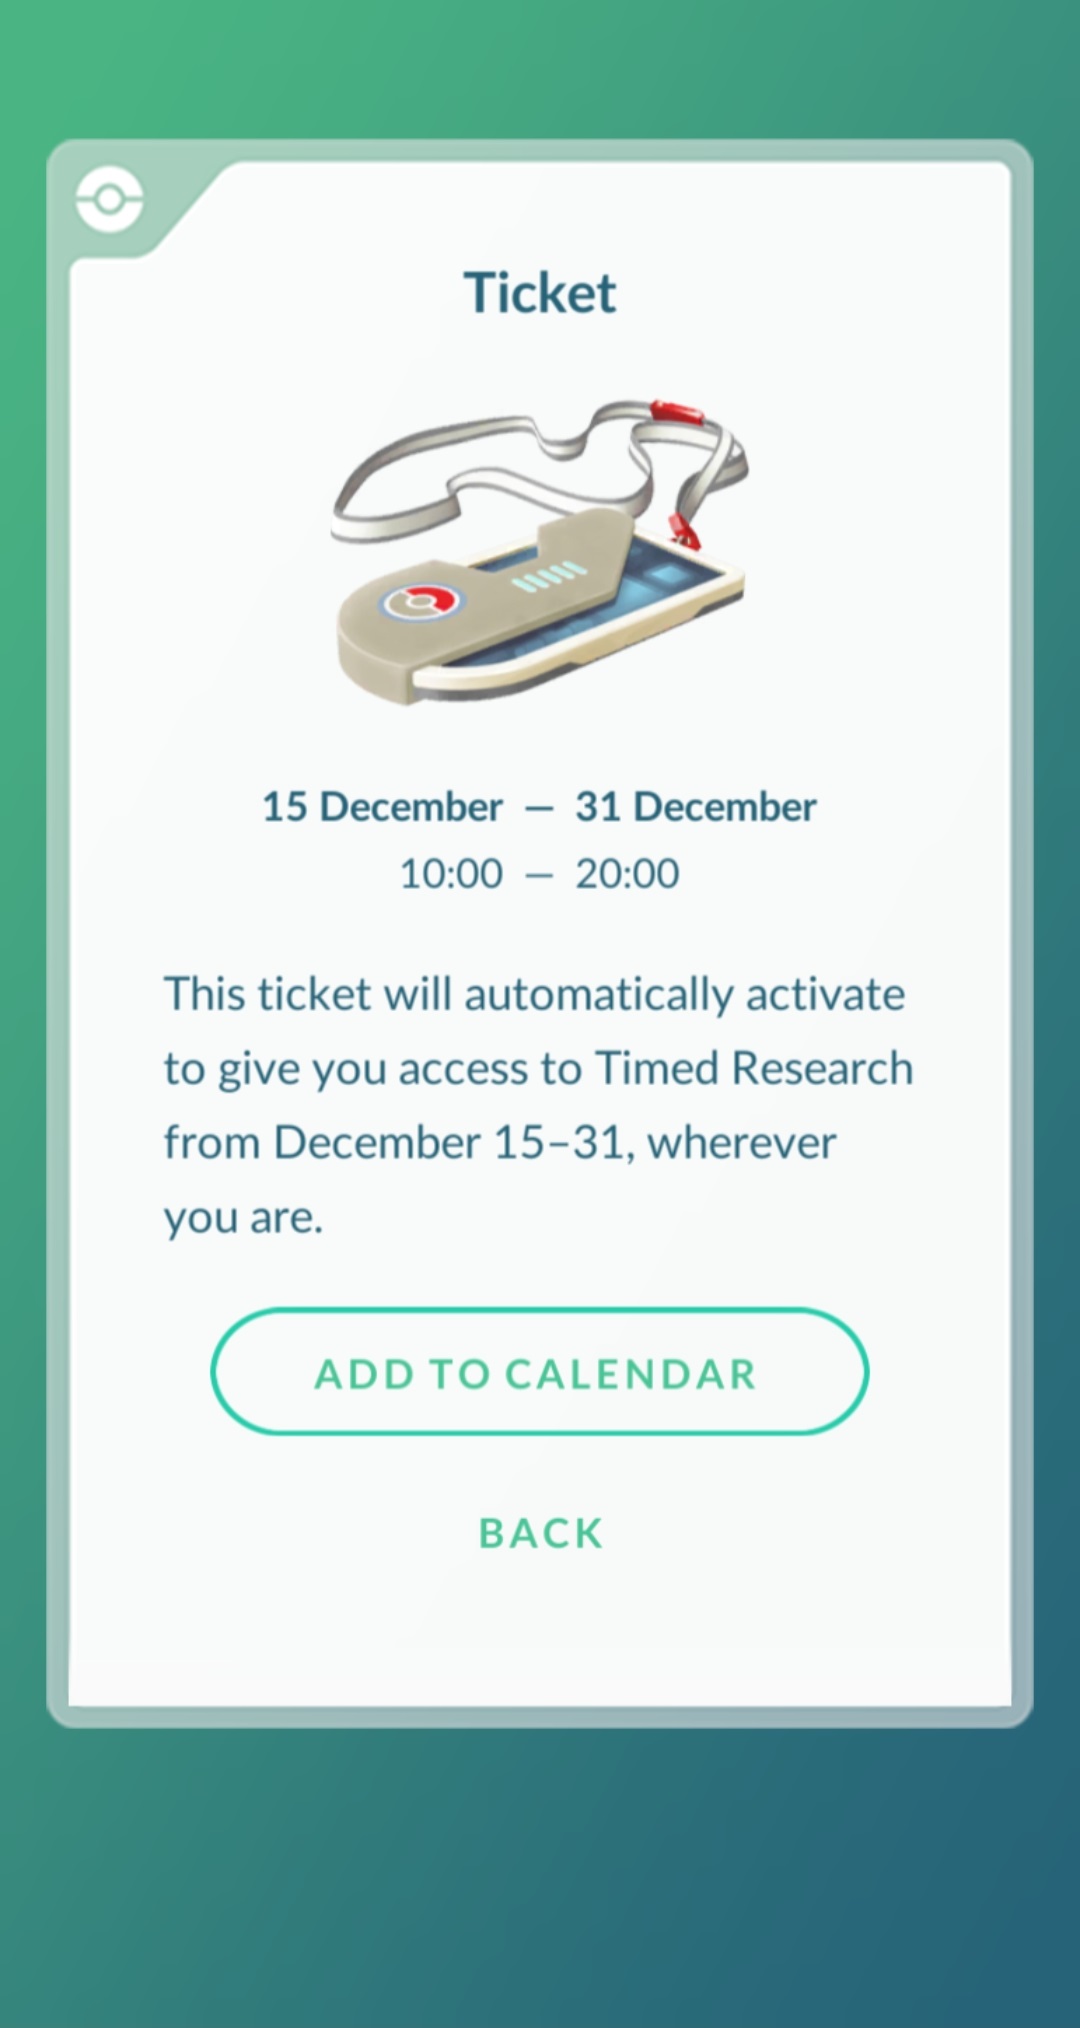 Ticket
15 December — 31 December
10:00 — 20:00
This ticket will automatically activate
to give you access to Timed Research
from December 15–31, wherever
you are.
ADD TO CALENDAR
BACK